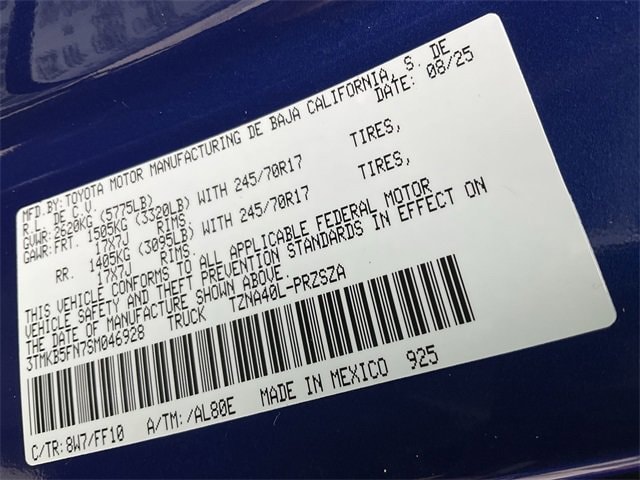 MFD.BY: TOYOTA MOTOR MANUFACTURING DE BAJA CALIFORNIA, S. DE
R.L. DE C.V. DATE: 08/25
GVWR: 2620KG (5775LB)
GAWR: FRT. 1505KG (3320LB) WITH 245/70R17 TIRES,
17X7J RIMS.
RR. 1405KG (3095LB) WITH 245/70R17 TIRES,
17X7J RIMS.
THIS VEHICLE CONFORMS TO ALL APPLICABLE FEDERAL MOTOR
VEHICLE SAFETY AND THEFT PREVENTION STANDARDS IN EFFECT ON
THE DATE OF MANUFACTURE SHOWN ABOVE.
3TMKB5FN7SM046928 TRUCK TZNA40L-PRZSZA
C/TR: 8W7/FF10 A/TM: /AL80E MADE IN MEXICO 925